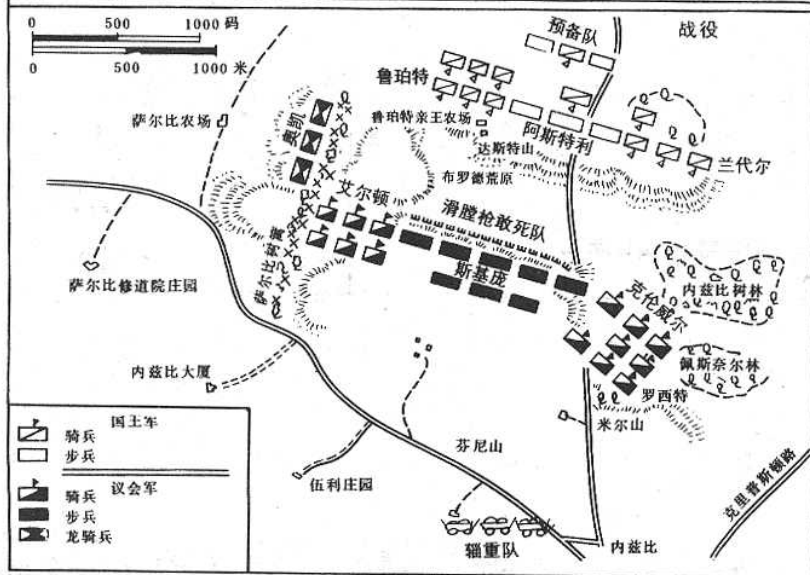 0 500 1000 码
0 500 1000 米
战役
预备队
鲁珀特
萨尔比农场
奥凯
鲁珀特亲王农场
阿斯特利
达斯特山
兰代尔
布罗德荒原
艾尔顿
滑膛枪敢死队
萨尔比树篱
斯基庞
萨尔比修道院庄园
内兹比树林
克伦威尔
佩斯奈尔林
内兹比大厦
罗西特
米尔山
芬尼山
伍利庄园
克里普斯顿路
辎重队
内兹比
国王军
骑兵
步兵
议会军
骑兵
步兵
龙骑兵